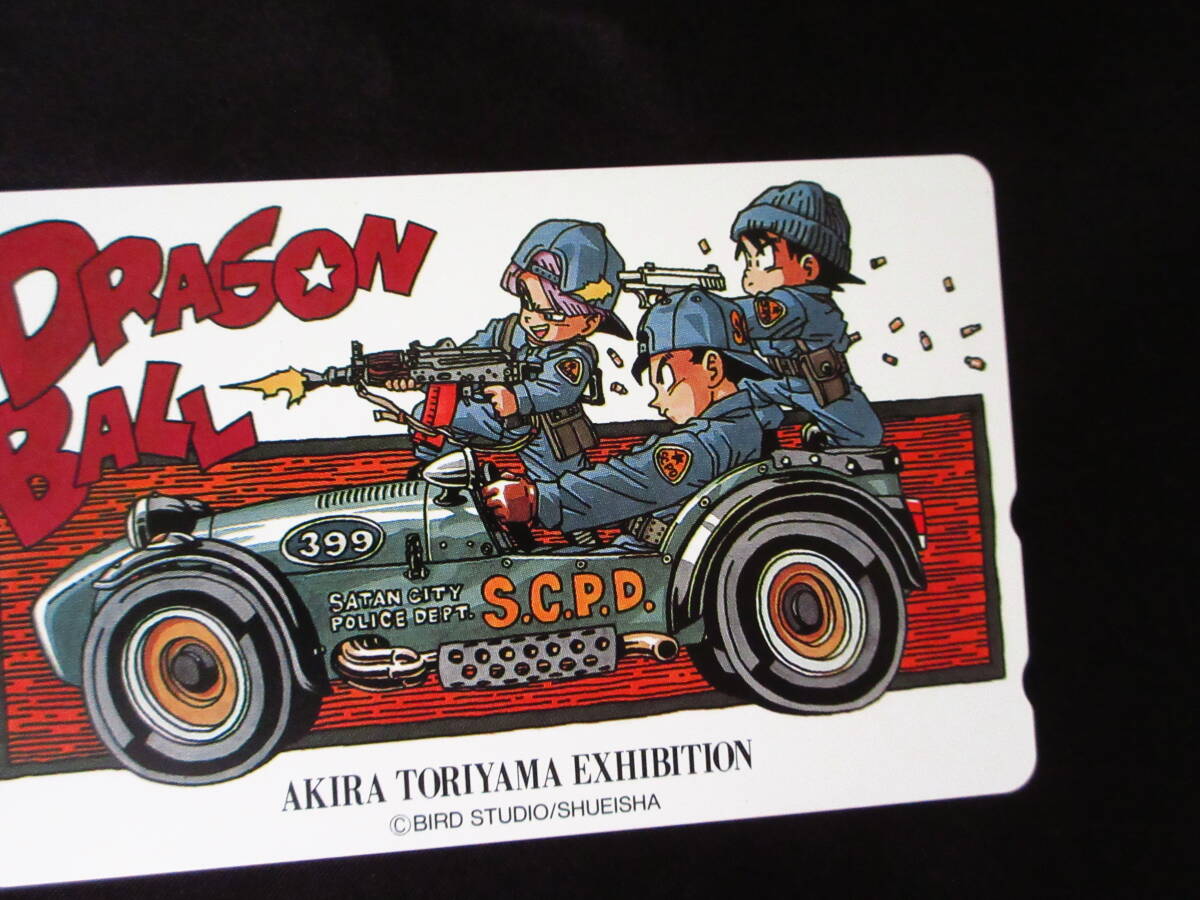 DRAGON
BALL
399
SATAN CITY
POLICE DEPT.
S.C.P.D.
AKIRA TORIYAMA EXHIBITION
©BIRD STUDIO/SHUEISHA